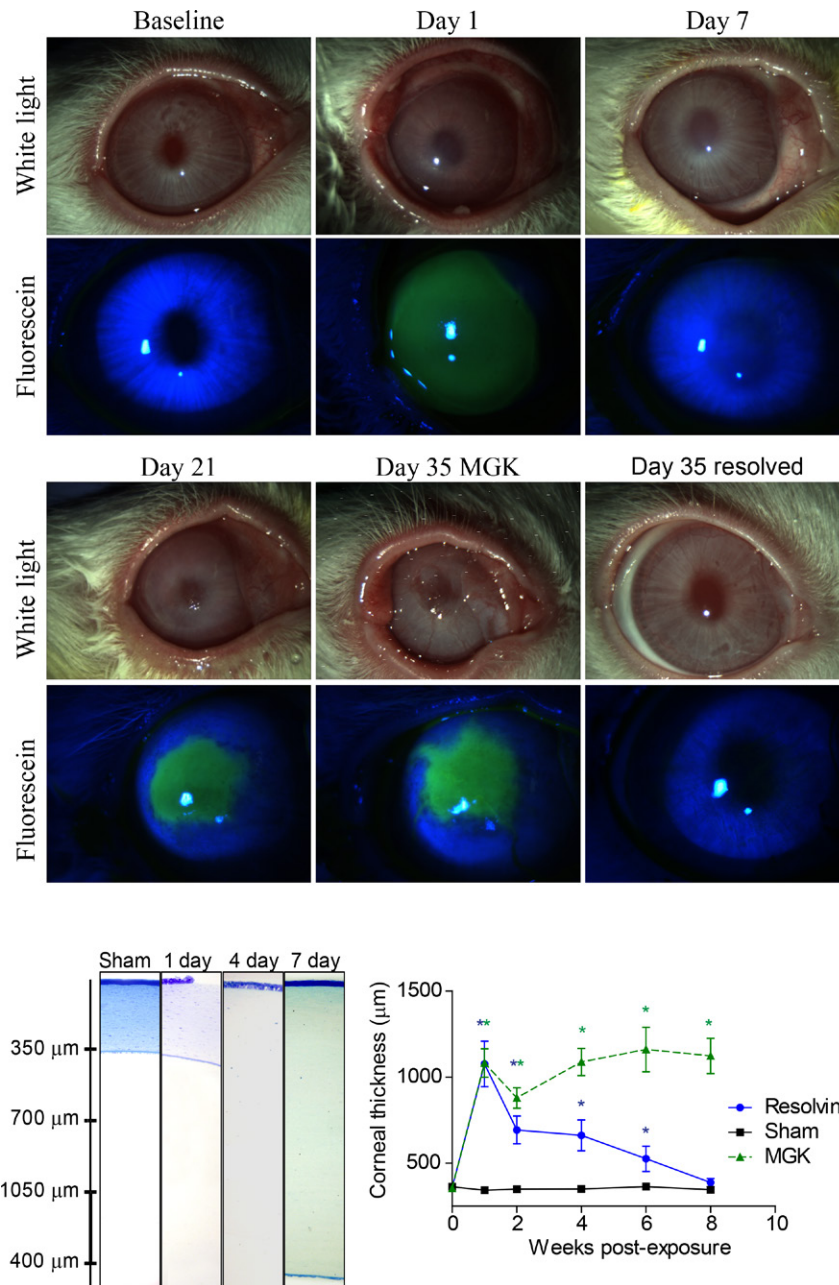 Baseline Day 1 Day 7
White light
Fluorescein
Day 21 Day 35 MGK Day 35 resolved
White light
Fluorescein
Sham 1 day 4 day 7 day
350 µm
700 µm
1050 µm
400 µm
Corneal thickness (µm)
1500
1000
500
* *
* *
* * *
* *
Resolvin
Sham
MGK
0 2 4 6 8 10
Weeks post-exposure